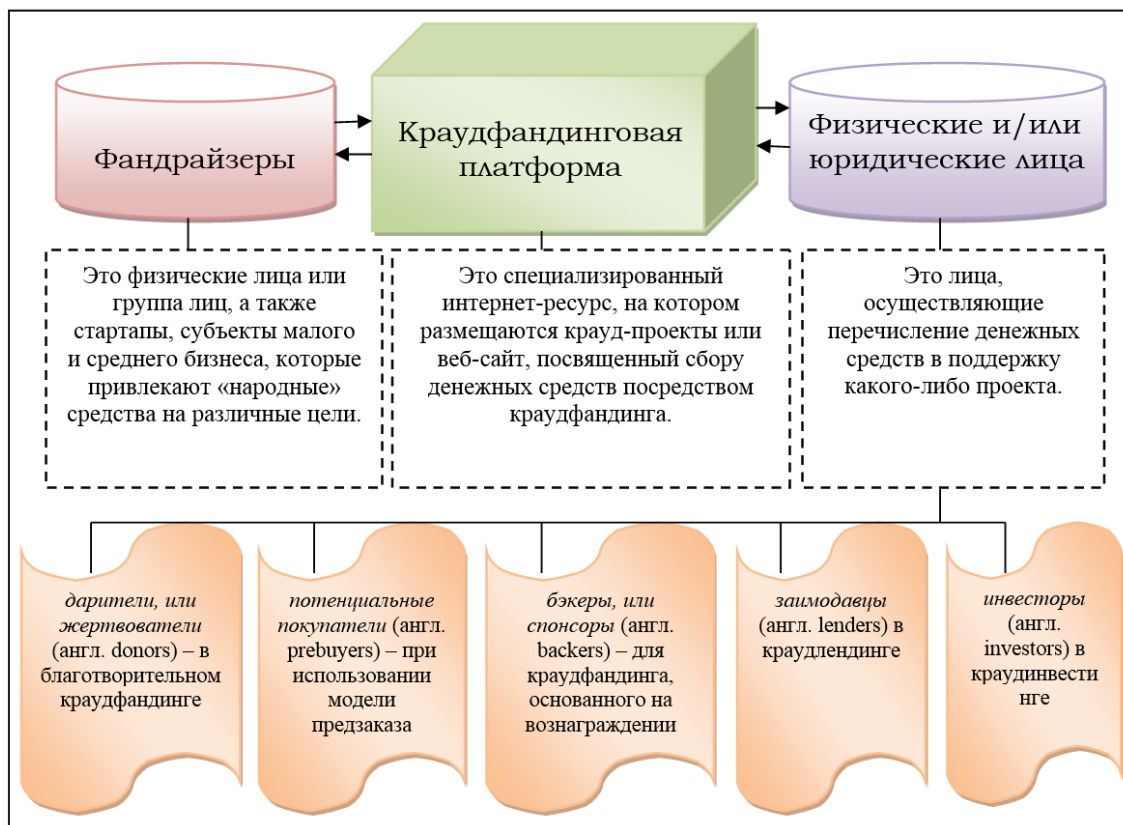 Фандрайзеры
Краудфандинговая
платформа
Физические и/или
юридические лица
Это физические лица или
группа лиц, а также
стартапы, субъекты малого
и среднего бизнеса, которые
привлекают «народные»
средства на различные цели.
Это специализированный
интернет-ресурс, на котором
размещаются крауд-проекты или
веб-сайт, посвященный сбору
денежных средств посредством
краудфандинга.
Это лица,
осуществляющие
перечисление денежных
средств в поддержку
какого-либо проекта.
дарители, или
жертвователи
(англ. donors) – в
благотворительном
краудфандинге
потенциальные
покупатели (англ.
prebuyers) – при
использовании
модели
предзаказа
бэкеры, или
спонсоры (англ.
backers) – для
краудфандинга,
основанного на
вознаграждении
заимодавцы
(англ. lenders) в
краудлендинге
инвесторы
(англ.
investors) в
краудинвести
нге